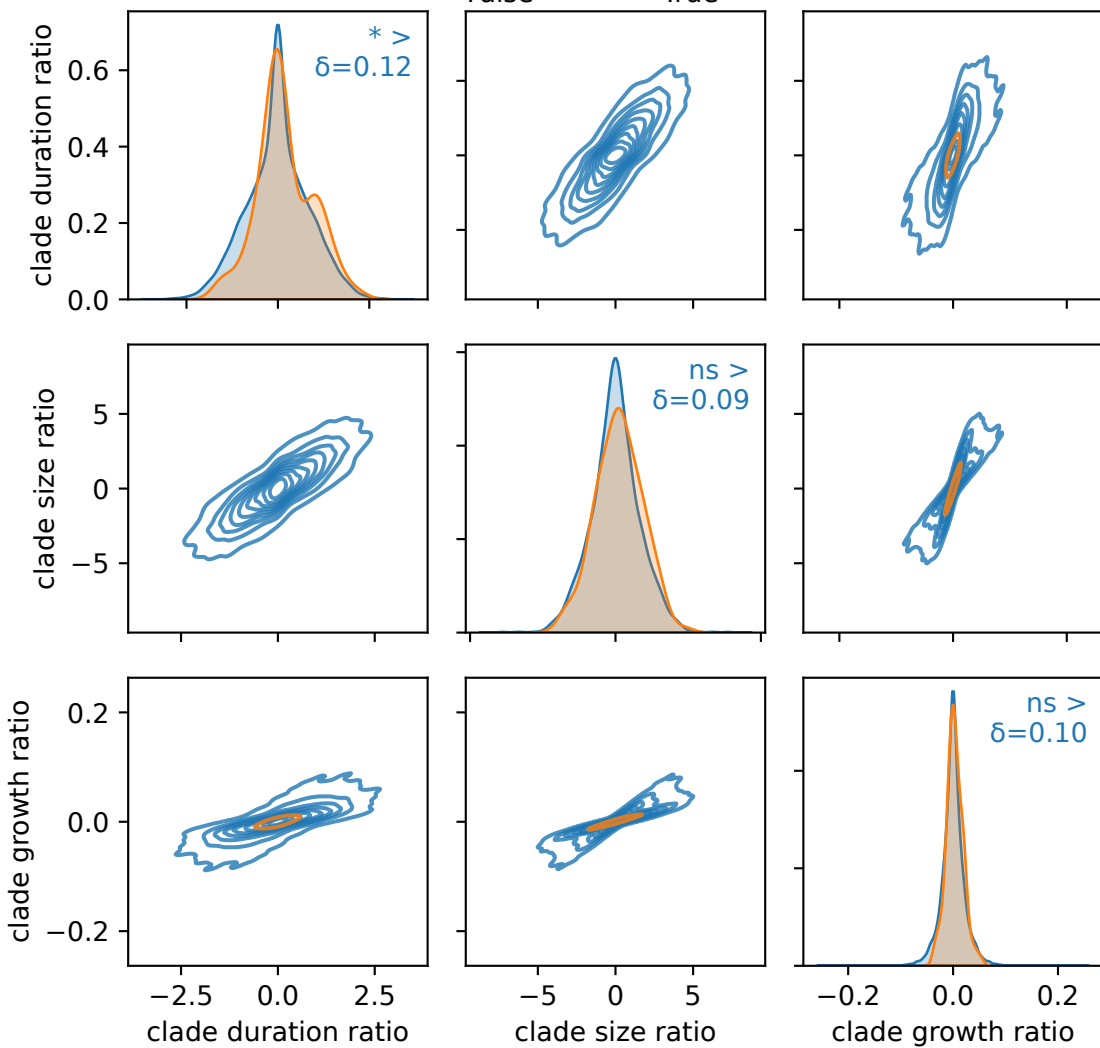 clade duration ratio
0.6
0.4
0.2
0.0
* >
δ=0.12
clade size ratio
5
0
−5
ns >
δ=0.09
clade growth ratio
0.2
0.0
−0.2
ns >
δ=0.10
−2.5 0.0 2.5
−5 0 5
−0.2 0.0 0.2
clade duration ratio
clade size ratio
clade growth ratio